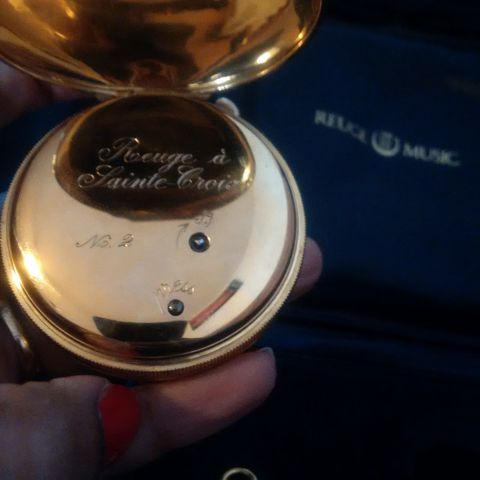 Reuge à
Sainte-Croix
No. 2
REUGE MUSIC